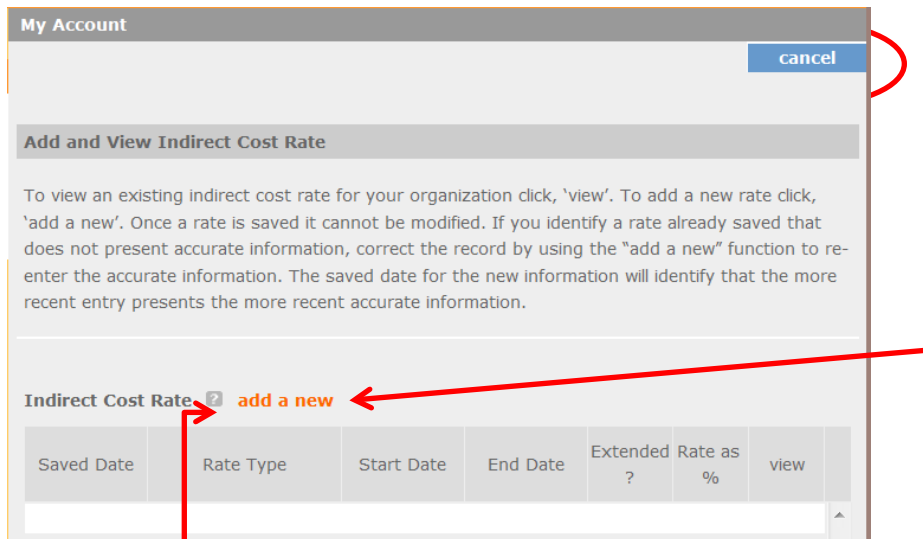 My Account
cancel
Add and View Indirect Cost Rate
To view an existing indirect cost rate for your organization click, ‘view’. To add a new rate click,
‘add a new’. Once a rate is saved it cannot be modified. If you identify a rate already saved that
does not present accurate information, correct the record by using the “add a new” function to re-
enter the accurate information. The saved date for the new information will identify that the more
recent entry presents the more recent accurate information.
Indirect Cost Rate ? add a new
Saved Date Rate Type Start Date End Date Extended ? Rate as % view